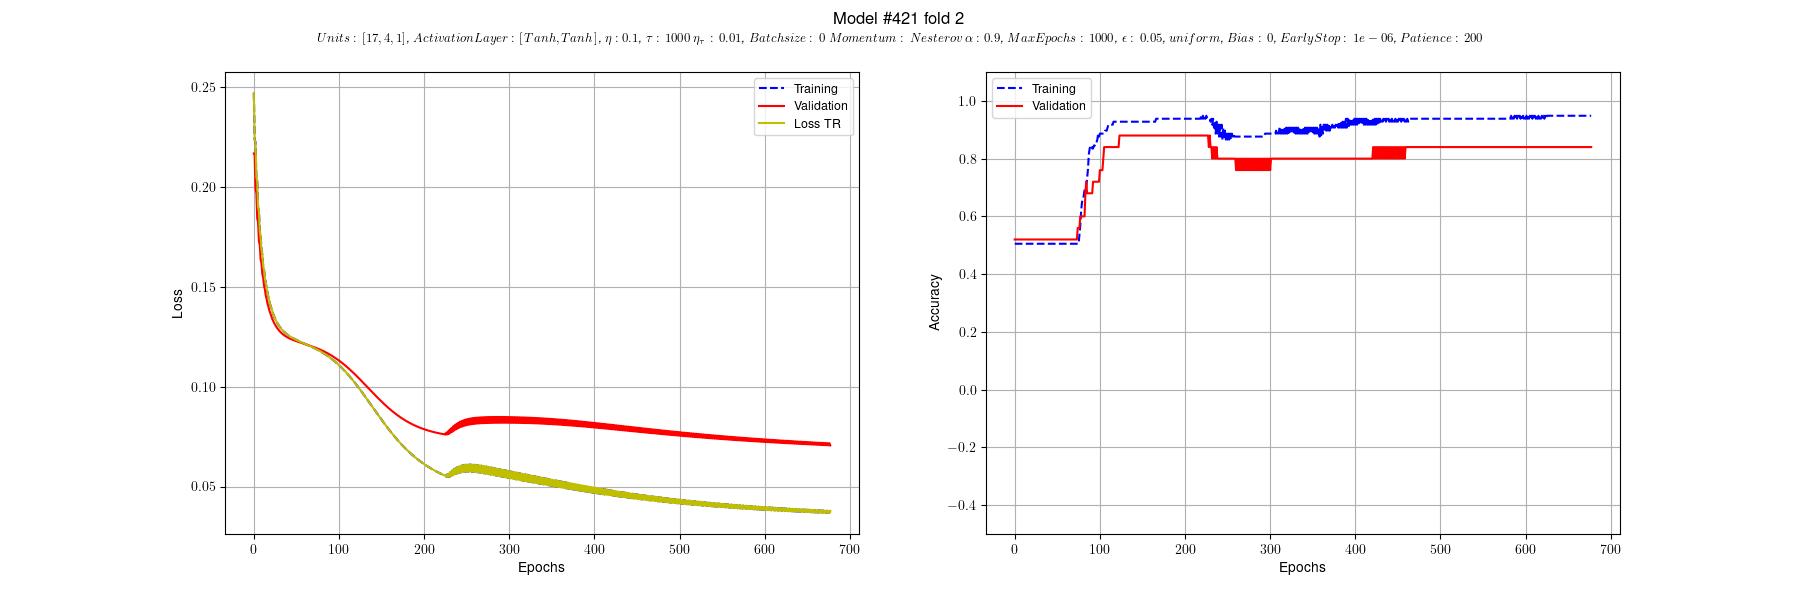 Model #421 fold 2
Units : [17, 4, 1], ActivationLayer : [Tanh, Tanh], η : 0.1, τ : 1000 ητ : 0.01, Batchsize : 0 Momentum : Nesterov α : 0.9, MaxEpochs : 1000, ϵ : 0.05, uniform, Bias : 0, EarlyStop : 1e − 06, Patience : 200
0.25
0.20
0.15
0.10
0.05
Loss
0 100 200 300 400 500 600 700
Epochs
Training
Validation
Loss TR
1.0
0.8
0.6
0.4
0.2
0.0
−0.2
−0.4
Accuracy
0 100 200 300 400 500 600 700
Epochs
Training
Validation